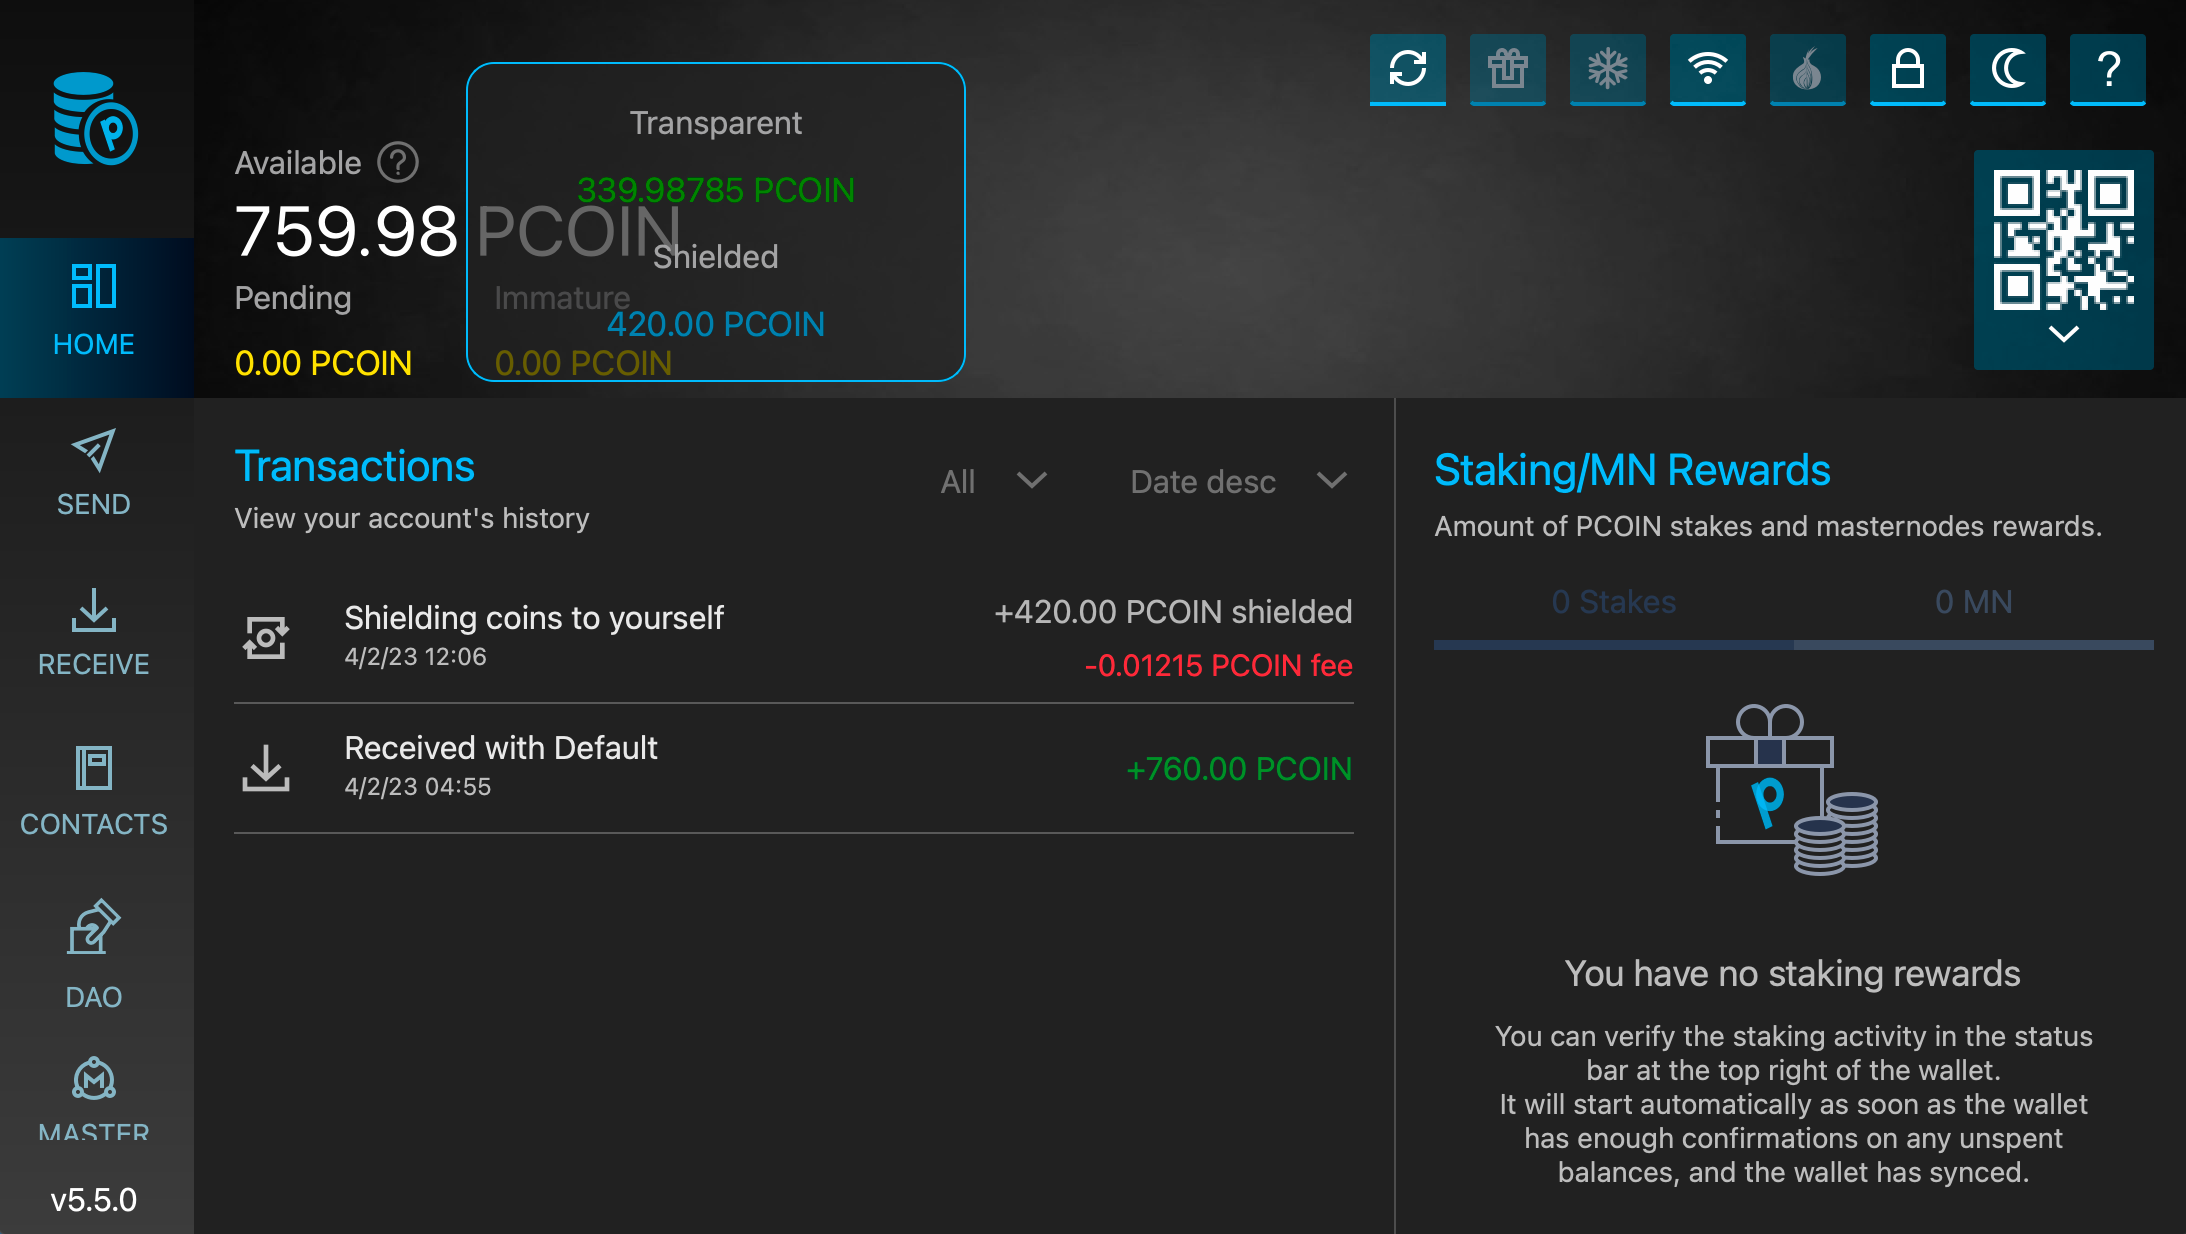 Available
759.98 PCOIN
Pending
0.00 PCOIN
Immature
0.00 PCOIN
Transparent
339.98785 PCOIN
Shielded
420.00 PCOIN
HOME
SEND
RECEIVE
CONTACTS
DAO
MASTER
v5.5.0
Transactions
View your account's history
All
Date desc
Shielding coins to yourself
4/2/23 12:06
+420.00 PCOIN shielded
-0.01215 PCOIN fee
Received with Default
4/2/23 04:55
+760.00 PCOIN
Staking/MN Rewards
Amount of PCOIN stakes and masternodes rewards.
0 Stakes
0 MN
You have no staking rewards
You can verify the staking activity in the status
bar at the top right of the wallet.
It will start automatically as soon as the wallet
has enough confirmations on any unspent
balances, and the wallet has synced.